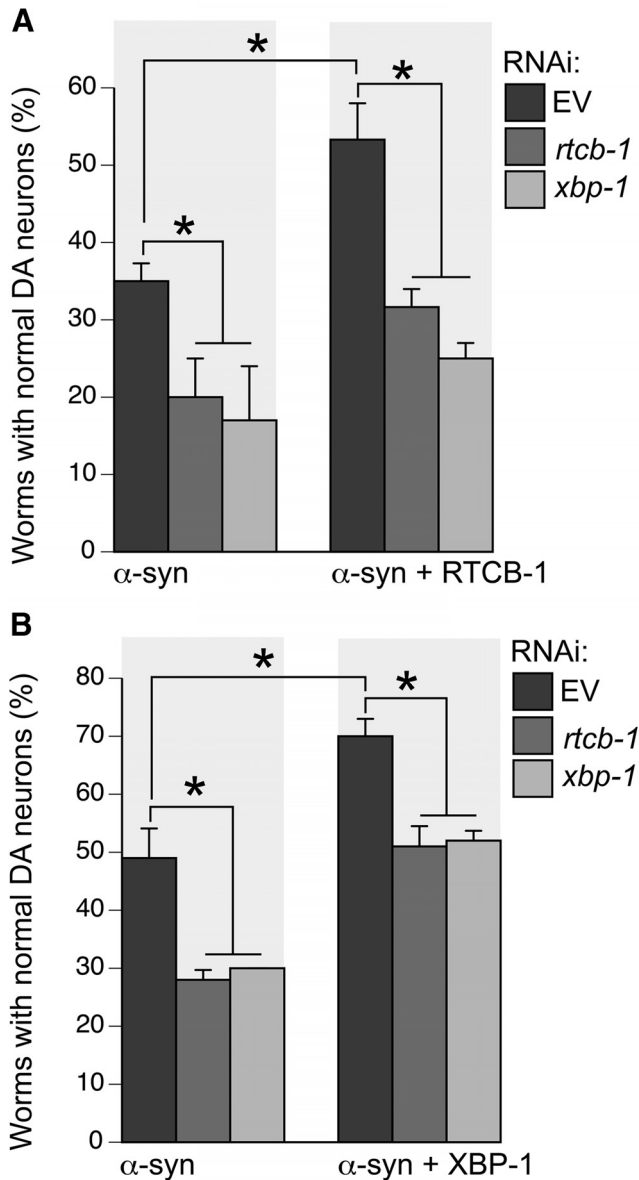 A
Worms with normal DA neurons (%)
60
50
40
30
20
10
0
*
*
*
RNAi:
EV
rtcb-1
xbp-1
α-syn
α-syn + RTCB-1
B
Worms with normal DA neurons (%)
80
70
60
50
40
30
20
10
0
*
*
*
RNAi:
EV
rtcb-1
xbp-1
α-syn
α-syn + XBP-1